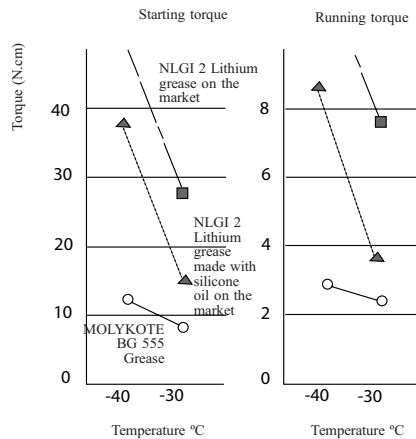 Starting torque
Running torque
Torque (N.cm)
NLGI 2 Lithium
grease on the
market
40
30
20
10
0
NLGI 2
Lithium
grease
made with
silicone
oil on the
market
MOLYKOTE
BG 555
Grease
-40
-30
Temperature ºC
8
6
4
2
0
-40
-30
Temperature ºC